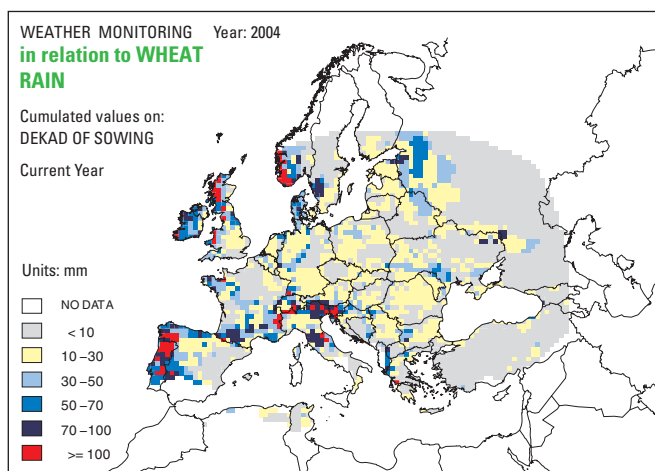 WEATHER MONITORING Year: 2004
in relation to WHEAT
RAIN
Cumulated values on:
DEKAD OF SOWING
Current Year
Units: mm
NO DATA
< 10
10 –30
30 –50
50 –70
70 –100
>= 100